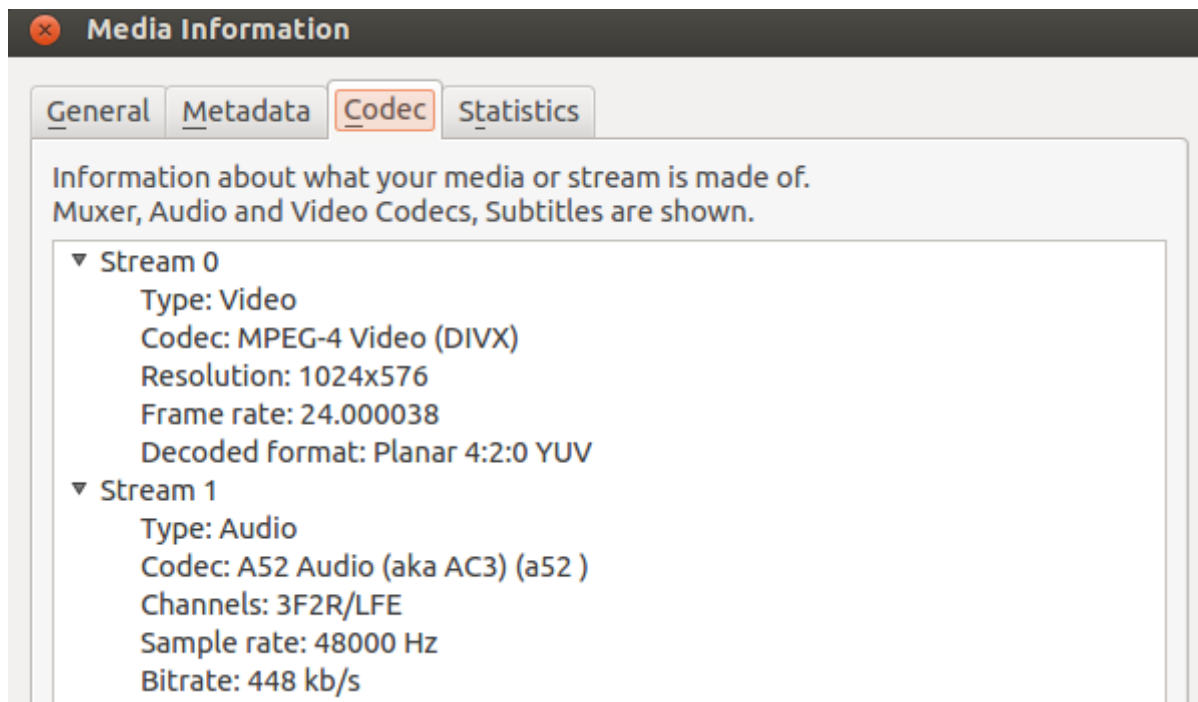 Media Information
General Metadata Codec Statistics
Information about what your media or stream is made of.
Muxer, Audio and Video Codecs, Subtitles are shown.
Stream 0
Type: Video
Codec: MPEG-4 Video (DIVX)
Resolution: 1024x576
Frame rate: 24.000038
Decoded format: Planar 4:2:0 YUV
Stream 1
Type: Audio
Codec: A52 Audio (aka AC3) (a52 )
Channels: 3F2R/LFE
Sample rate: 48000 Hz
Bitrate: 448 kb/s